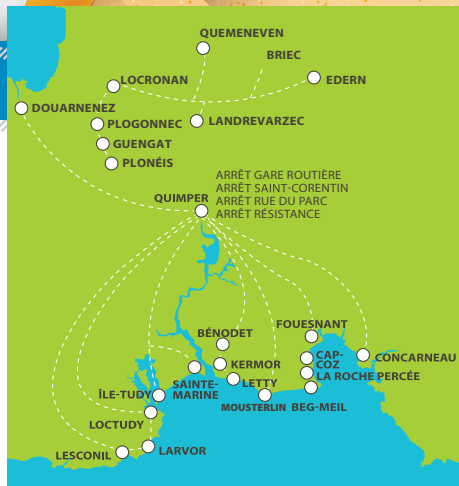 QUEMENEVEN
BRIEC
LOCRONAN
EDERN
DOUARNENEZ
PLOGONNEC
LANDREVARZEC
GUENGAT
PLONÉIS
ARRÊT GARE ROUTIÈRE
ARRÊT SAINT-CORENTIN
QUIMPER
ARRÊT RUE DU PARC
ARRÊT RÉSISTANCE
FOUESNANT
BÉNODET
CAP-
COZ
CONCARNEAU
KERMOR
LA ROCHE PERCÉE
SAINTE-
MARINE
LETTY
ÎLE-TUDY
MOUSTERLIN
BEG-MEIL
LOCTUDY
LESCONIL
LARVOR